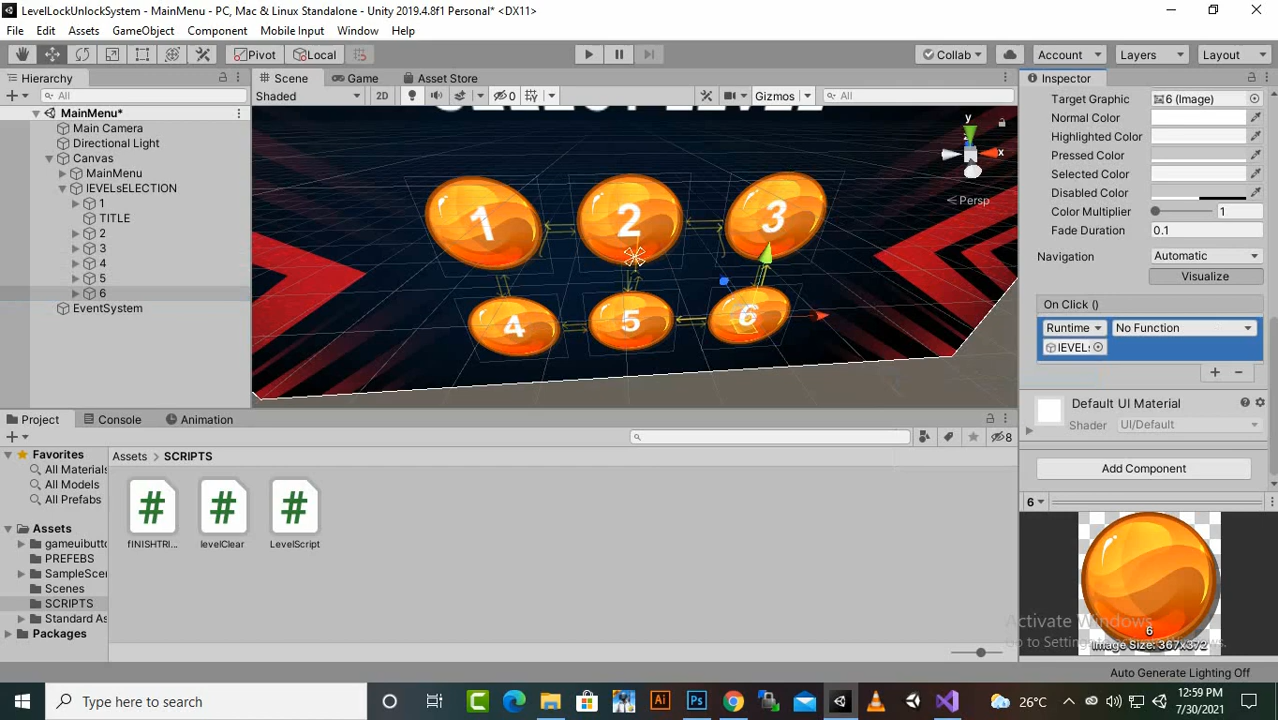 LevelLockUnlockSystem - MainMenu - PC, Mac & Linux Standalone - Unity 2019.4.8f1 Personal* <DX11>
File Edit Assets GameObject Component Mobile Input Window Help
Pivot Local Collab Account Layers Layout
Hierarchy
All
MainMenu*
Main Camera
Directional Light
Canvas
MainMenu
lEVELsELECTION
1
TITLE
2
3
4
5
6
EventSystem
Scene Game Asset Store
Shaded 2D 0 Gizmos All
y
x
Persp
1 2 3
4 5 6
Inspector
Target Graphic 6 (Image)
Normal Color
Highlighted Color
Pressed Color
Selected Color
Disabled Color
Color Multiplier 1
Fade Duration 0.1
Navigation Automatic
Visualize
On Click ()
Runtime No Function
lEVEL
Default UI Material
Shader UI/Default
Add Component
6
6
Image Size: 367x372
Project Console Animation
8
Favorites
All Materials
All Models
All Prefabs
Assets
gameuibutto
PREFEBS
SampleScen
Scenes
SCRIPTS
Standard As
Packages
Assets > SCRIPTS
fINISHTRI... levelClear LevelScript
Activate Windows
Go to Settings to activate Windows.
Auto Generate Lighting Off
Type here to search
26°C
12:59 PM
7/30/2021